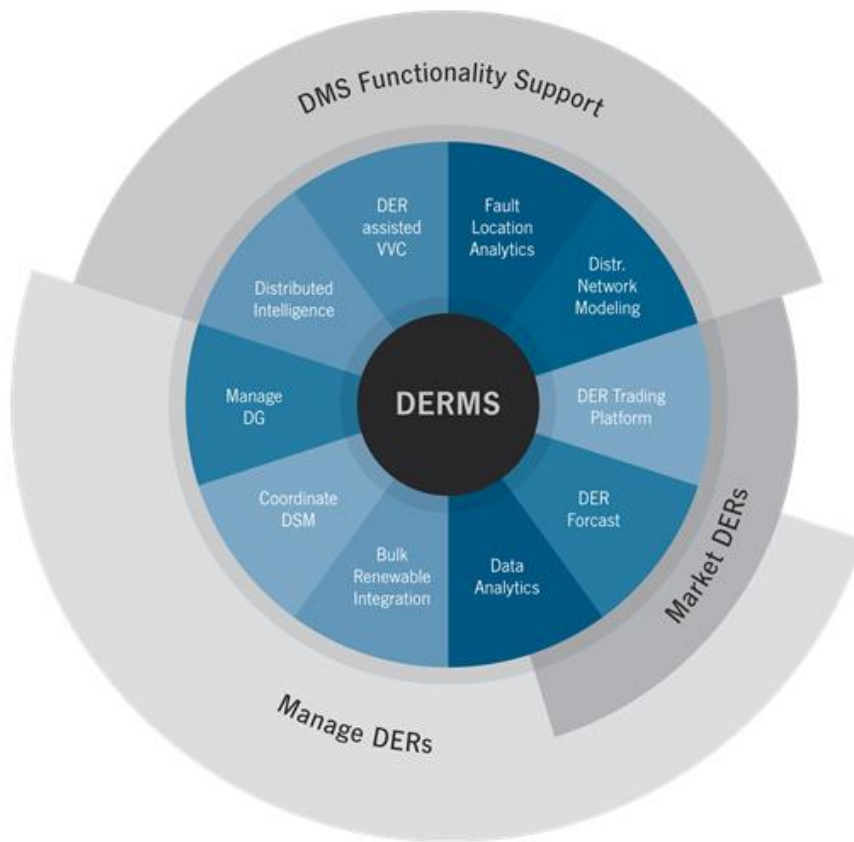 DMS Functionality Support
DER
assisted
VVC
Fault
Location
Analytics
Distributed
Intelligence
Distr.
Network
Modeling
Manage
DG
DERMS
DER Trading
Platform
Coordinate
DSM
DER
Forcast
Bulk
Renewable
Integration
Data
Analytics
Market DERs
Manage DERs